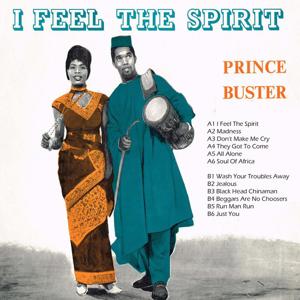 I FEEL THE SPIRIT
PRINCE
BUSTER
A1 I Feel The Spirit
A2 Madness
A3 Don't Make Me Cry
A4 They Got To Come
A5 All Alone
A6 Soul Of Africa
B1 Wash Your Troubles Away
B2 Jealous
B3 Black Head Chinaman
B4 Beggars Are No Choosers
B5 Run Man Run
B6 Just You